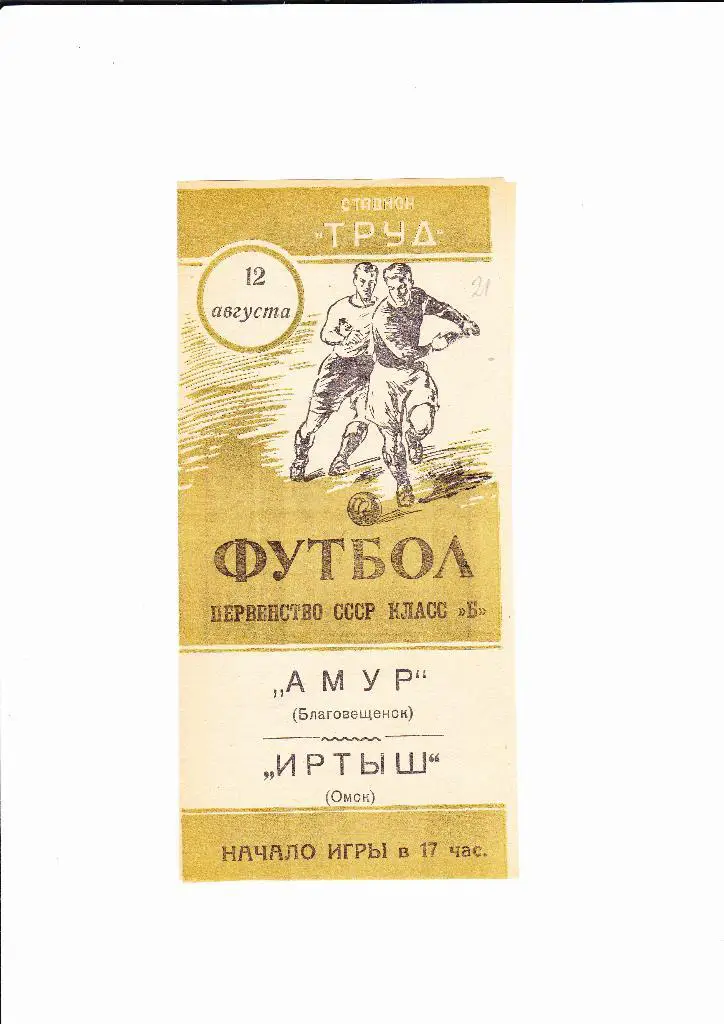 СТАДИОН
„ТРУД“
12
августа
21
ФУТБОЛ
ПЕРВЕНСТВО СССР КЛАСС »Б«
„АМУР“
(Благовещенск)
„ИРТЫШ“
(Омск)
НАЧАЛО ИГРЫ в 17 час.